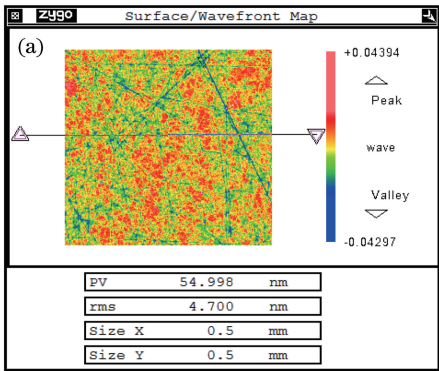 zygo Surface/Wavefront Map
(a)
+0.04394
Peak
wave
Valley
-0.04297
PV 54.998 nm
rms 4.700 nm
Size X 0.5 mm
Size Y 0.5 mm